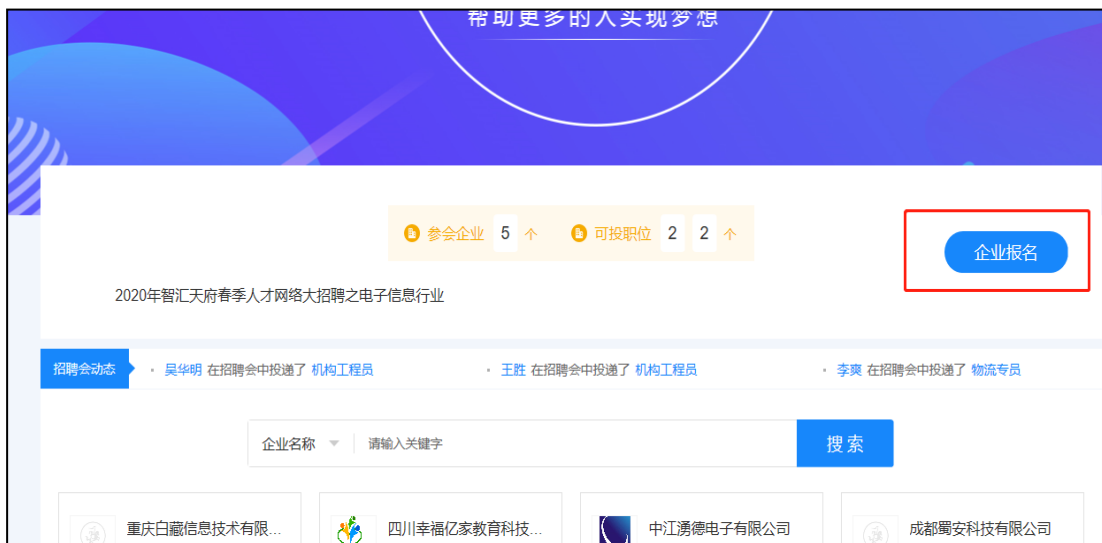 帮助更多的人实现梦想
参会企业 5 个 可投职位 2 2 个
企业报名
2020年智汇天府春季人才网络大招聘之电子信息行业
招聘会动态 · 吴华明 在招聘会中投递了 机构工程员 · 王胜 在招聘会中投递了 机构工程员 · 李爽 在招聘会中投递了 物流专员
企业名称 请输入关键字 搜索
重庆白藏信息技术有限... 四川幸福亿家教育科技... 中江湧德电子有限公司 成都蜀安科技有限公司